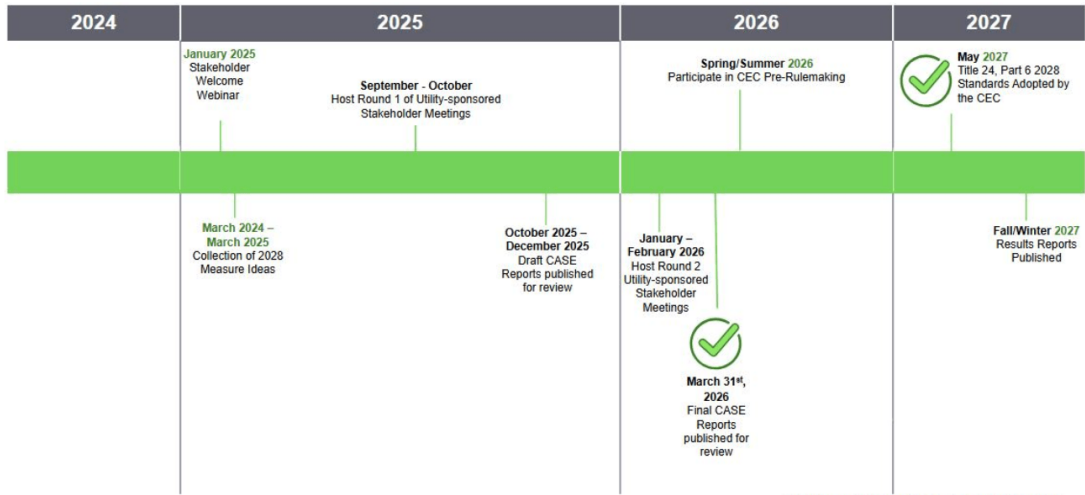 2024
2025
2026
2027
January 2025
Stakeholder
Welcome
Webinar
September - October
Host Round 1 of Utility-sponsored
Stakeholder Meetings
Spring/Summer 2026
Participate in CEC Pre-Rulemaking
May 2027
Title 24, Part 6 2028
Standards Adopted by
the CEC
March 2024 –
March 2025
Collection of 2028
Measure Ideas
October 2025 –
December 2025
Draft CASE
Reports published
for review
January –
February 2026
Host Round 2
Utility-sponsored
Stakeholder
Meetings
March 31st,
2026
Final CASE
Reports
published for
review
Fall/Winter 2027
Results Reports
Published